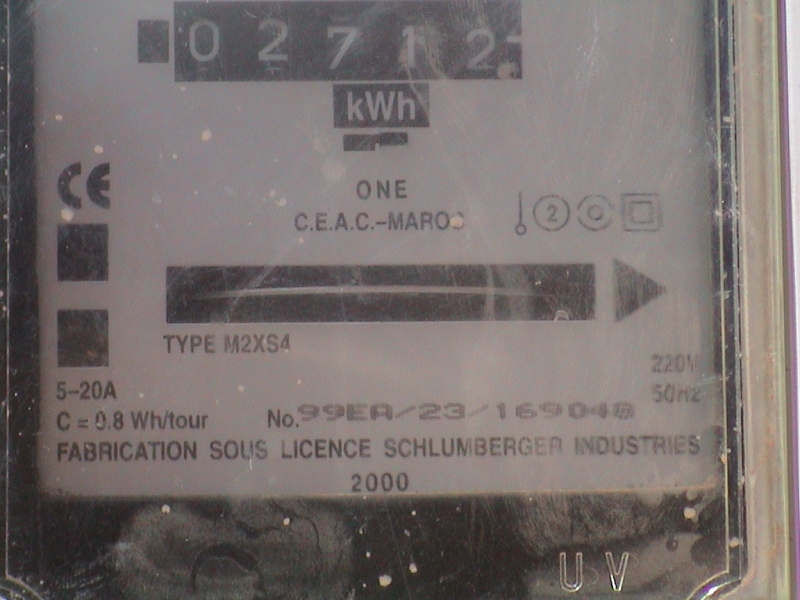 02712
kWh
CE
ONE
C.E.A.C.-MAROC
2
TYPE M2XS4
220V
5-20A
50Hz
C = 0.8 Wh/tour No.99EA/23/169048
FABRICATION SOUS LICENCE SCHLUMBERGER INDUSTRIES
2000
U V